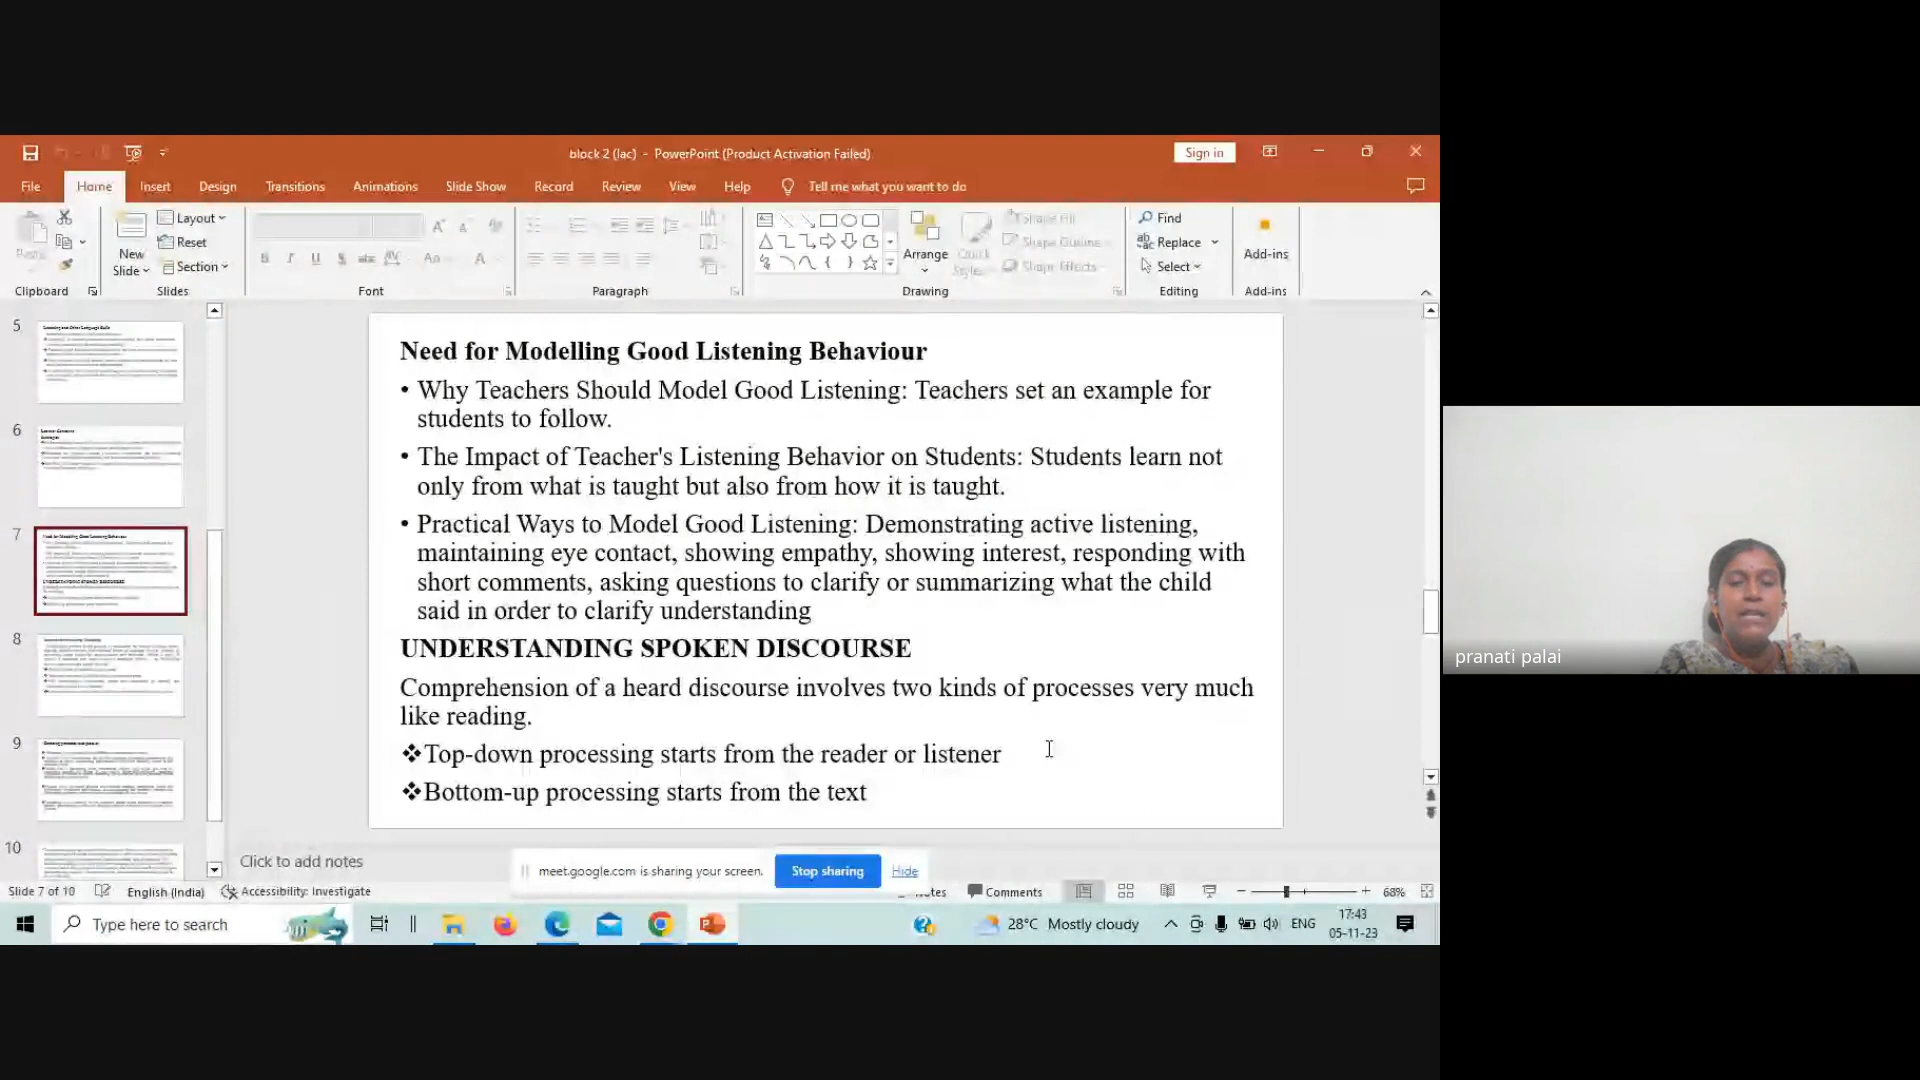 block 2 (lac) - PowerPoint (Product Activation Failed)
Sign in
File Home Insert Design Transitions Animations Slide Show Record Review View Help Tell me what you want to do
Paste
New
Slide
Layout
Reset
Section
Arrange
Quick
Styles
Shape Fill
Shape Outline
Shape Effects
Find
Replace
Select
Add-ins
Clipboard Slides Font Paragraph Drawing Editing Add-ins
5
6
7
8
9
10
Need for Modelling Good Listening Behaviour
• Why Teachers Should Model Good Listening: Teachers set an example for
students to follow.
• The Impact of Teacher's Listening Behavior on Students: Students learn not
only from what is taught but also from how it is taught.
• Practical Ways to Model Good Listening: Demonstrating active listening,
maintaining eye contact, showing empathy, showing interest, responding with
short comments, asking questions to clarify or summarizing what the child
said in order to clarify understanding
UNDERSTANDING SPOKEN DISCOURSE
Comprehension of a heard discourse involves two kinds of processes very much
like reading.
❖Top-down processing starts from the reader or listener
❖Bottom-up processing starts from the text
Click to add notes
meet.google.com is sharing your screen. Stop sharing Hide
Slide 7 of 10 English (India) Accessibility: Investigate Comments 68%
Type here to search
28°C Mostly cloudy ENG
17:43
05-11-23
pranati palai